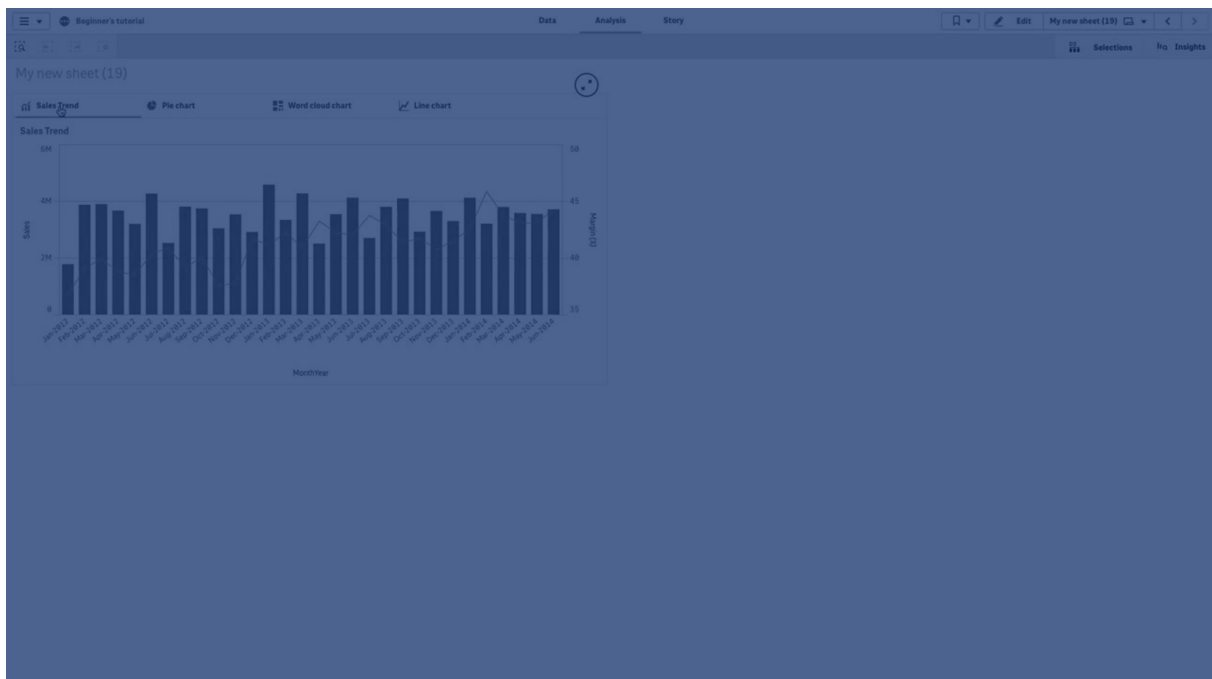 Beginner's tutorial
Data Analysis Story
Edit My new sheet (19)
Selections Insights
My new sheet (19)
Sales Trend Pie chart Word cloud chart Line chart
Sales Trend
6M 50
4M 45
2M 40
0 35
Sales
Margin (%)
Jan-2012 Feb-2012 Mar-2012 Apr-2012 May-2012 Jun-2012 Jul-2012 Aug-2012 Sep-2012 Oct-2012 Nov-2012 Dec-2012 Jan-2013 Feb-2013 Mar-2013 Apr-2013 May-2013 Jun-2013 Jul-2013 Aug-2013 Sep-2013 Oct-2013 Nov-2013 Dec-2013 Jan-2014 Feb-2014 Mar-2014 Apr-2014 May-2014 Jun-2014
MonthYear